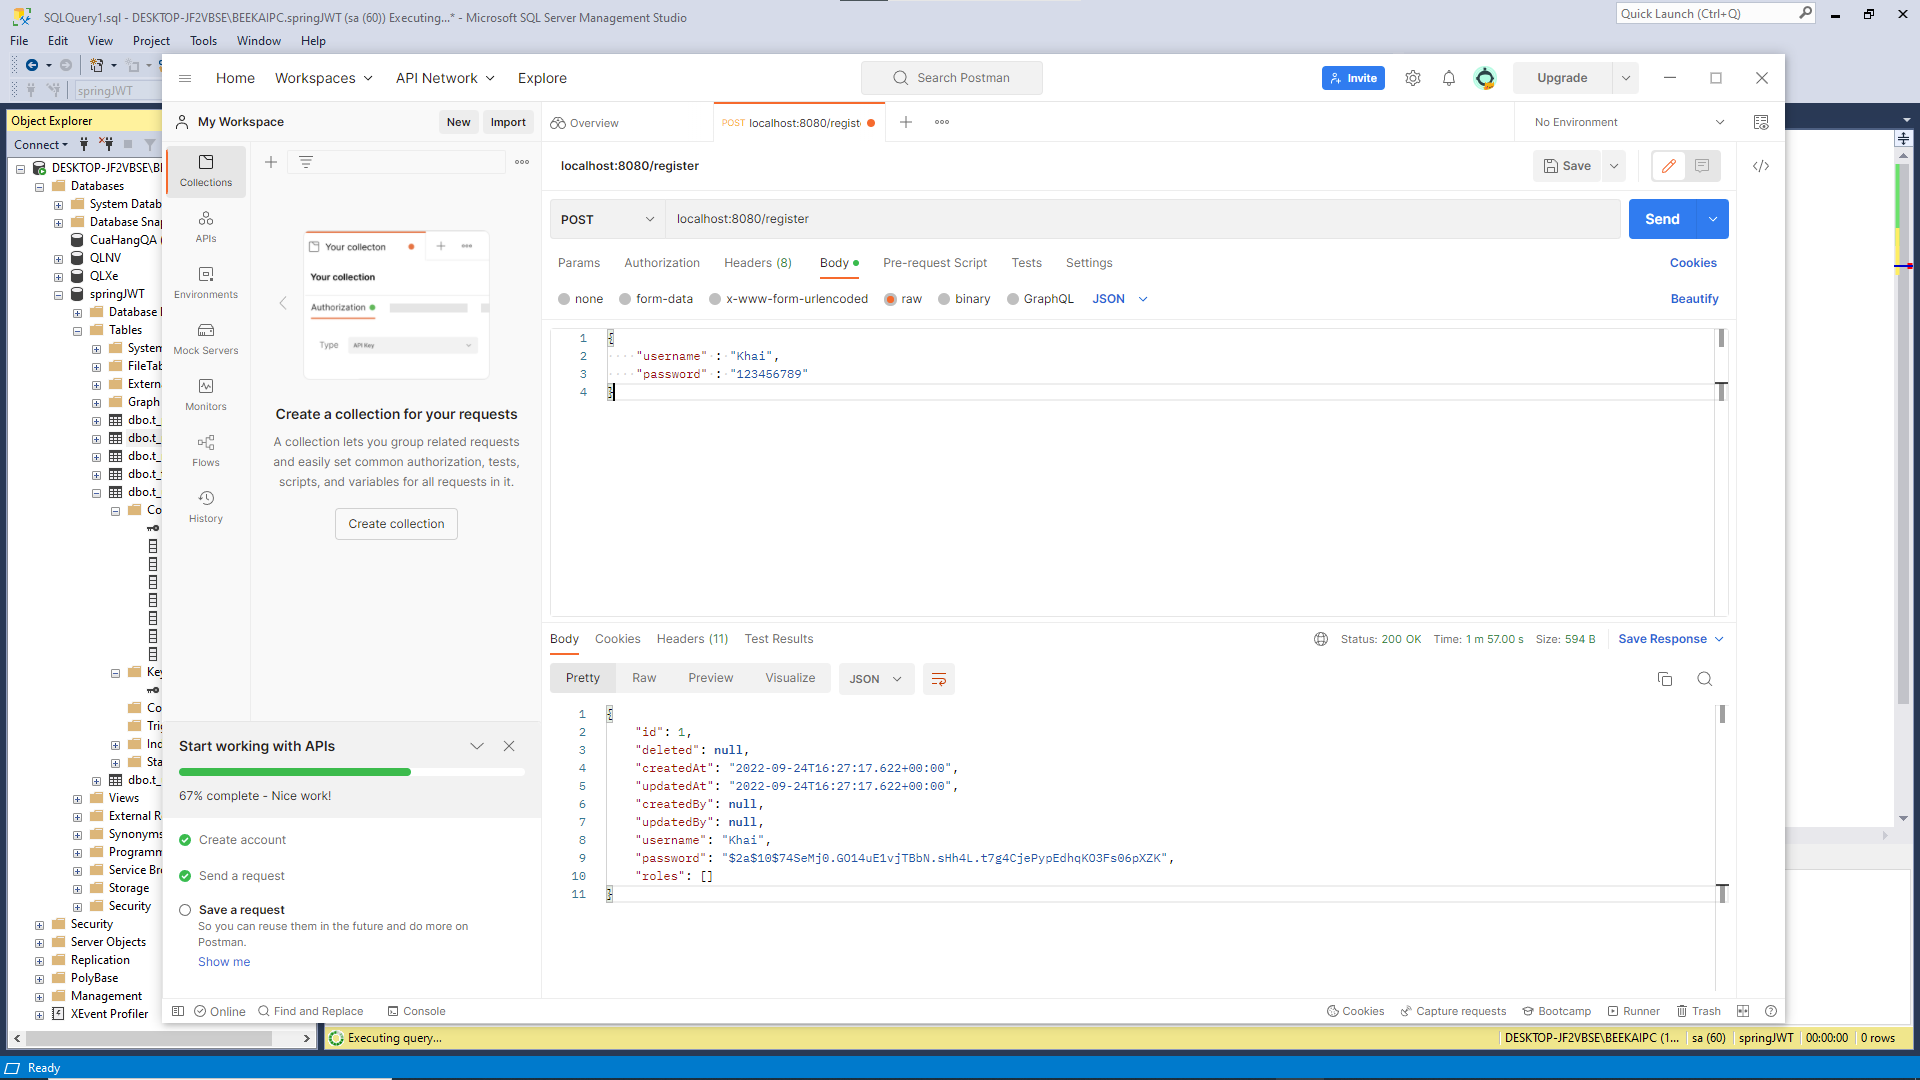 SQLQuery1.sql - DESKTOP-JF2VBSE\BEEKAIPC.springJWT (sa (60)) Executing...* - Microsoft SQL Server Management Studio
Quick Launch (Ctrl+Q)
File Edit View Project Tools Window Help
springJWT
Home Workspaces API Network Explore
Search Postman
Invite
Upgrade
Object Explorer
Connect
DESKTOP-JF2VBSE\BE
Databases
System Datab
Database Snap
CuaHangQA (
QLNV
QLXe
springJWT
Database
Tables
System
FileTab
Externa
Graph
dbo.t_
dbo.t_
dbo.t_
dbo.t_
dbo.t_
Co
Key
Co
Trig
Ind
Sta
dbo.t_
Views
External R
Synonyms
Programm
Service Bro
Storage
Security
Security
Server Objects
Replication
PolyBase
Management
XEvent Profiler
My Workspace
New
Import
Collections
APIs
Environments
Mock Servers
Monitors
Flows
History
Your collecton
Your collection
Authorization
Type API Key
Create a collection for your requests
A collection lets you group related requests
and easily set common authorization, tests,
scripts, and variables for all requests in it.
Create collection
Start working with APIs
67% complete - Nice work!
Create account
Send a request
Save a request
So you can reuse them in the future and do more on
Postman.
Show me
Overview
POST localhost:8080/regist
No Environment
localhost:8080/register
Save
POST localhost:8080/register
Send
Params Authorization Headers (8) Body Pre-request Script Tests Settings
Cookies
none form-data x-www-form-urlencoded raw binary GraphQL JSON
Beautify
1 {
2 "username" : "Khai",
3 "password" : "123456789"
4 }
Body Cookies Headers (11) Test Results
Status: 200 OK Time: 1 m 57.00 s Size: 594 B Save Response
Pretty Raw Preview Visualize JSON
1 {
2 "id": 1,
3 "deleted": null,
4 "createdAt": "2022-09-24T16:27:17.622+00:00",
5 "updatedAt": "2022-09-24T16:27:17.622+00:00",
6 "createdBy": null,
7 "updatedBy": null,
8 "username": "Khai",
9 "password": "$2a$10$74SeMj0.GO14uE1vjTBbN.sHh4L.t7g4CjePypEdhqKO3Fs06pXZK",
10 "roles": []
11 }
Online Find and Replace Console
Cookies Capture requests Bootcamp Runner Trash
Executing query...
DESKTOP-JF2VBSE\BEEKAIPC (1... sa (60) springJWT 00:00:00 0 rows
Ready